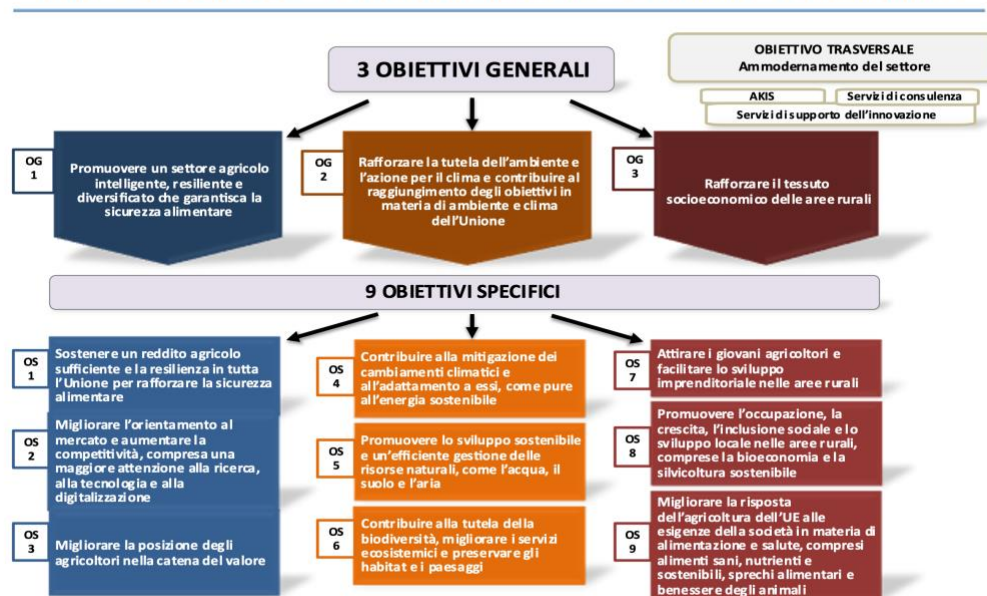 3 OBIETTIVI GENERALI
OBIETTIVO TRASVERSALE
Ammodernamento del settore
AKIS
Servizi di consulenza
Servizi di supporto dell'innovazione
OG
1
Promuovere un settore agricolo
intelligente, resiliente e
diversificato che garantisca la
sicurezza alimentare
OG
2
Rafforzare la tutela dell'ambiente e
l'azione per il clima e contribuire al
raggiungimento degli obiettivi in
materia di ambiente e clima
dell'Unione
OG
3
Rafforzare il tessuto
socioeconomico delle aree rurali
9 OBIETTIVI SPECIFICI
OS
1
Sostenere un reddito agricolo
sufficiente e la resilienza in tutta
l'Unione per rafforzare la sicurezza
alimentare
OS
2
Migliorare l'orientamento al
mercato e aumentare la
competitività, compresa una
maggiore attenzione alla ricerca,
alla tecnologia e alla
digitalizzazione
OS
3
Migliorare la posizione degli
agricoltori nella catena del valore
OS
4
Contribuire alla mitigazione dei
cambiamenti climatici e
all'adattamento a essi, come pure
all'energia sostenibile
OS
5
Promuovere lo sviluppo sostenibile
e un'efficiente gestione delle
risorse naturali, come l'acqua, il
suolo e l'aria
OS
6
Contribuire alla tutela della
biodiversità, migliorare i servizi
ecosistemici e preservare gli
habitat e i paesaggi
OS
7
Attirare i giovani agricoltori e
facilitare lo sviluppo
imprenditoriale nelle aree rurali
OS
8
Promuovere l'occupazione, la
crescita, l'inclusione sociale e lo
sviluppo locale nelle aree rurali,
comprese la bioeconomia e la
silvicoltura sostenibile
OS
9
Migliorare la risposta
dell'agricoltura dell'UE alle
esigenze della società in materia di
alimentazione e salute, compresi
alimenti sani, nutrienti e
sostenibili, sprechi alimentari e
benessere degli animali